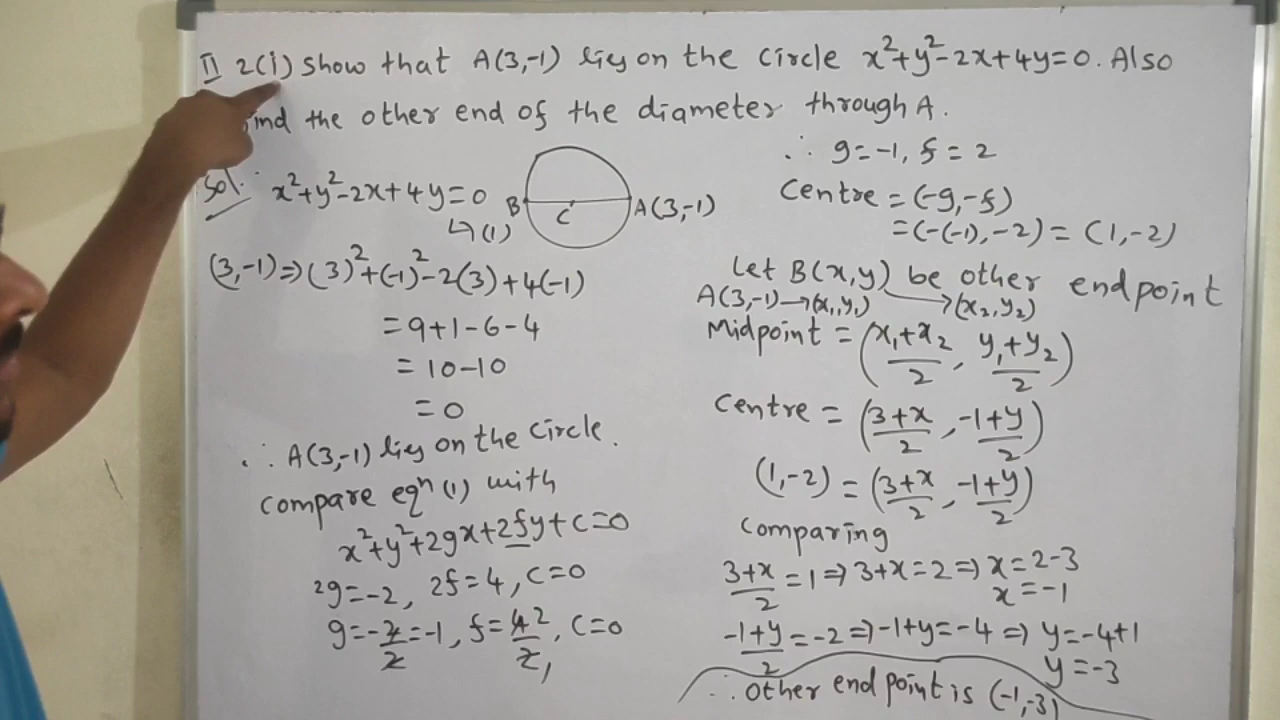 II 2(i) Show that A(3,-1) lies on the circle x²+y²-2x+4y=0. Also
find the other end of the diameter through A.
Sol: x²+y²-2x+4y=0
↳(1)
B C A(3,-1)
(3,-1)⇒(3)²+(-1)²-2(3)+4(-1)
=9+1-6-4
=10-10
=0
∴ A(3,-1) lies on the circle.
compare eqⁿ (1) with
x²+y²+2gx+2fy+c=0
2g=-2, 2f=4, c=0
g=-2/2=-1, f=4/2, c=0
2
1
∴ g=-1, f=2
Centre = (-g,-f)
=(-(-1),-2)=(1,-2)
Let B(x,y) be other endpoint
A(3,-1)→(x₁,y₁) →(x₂,y₂)
Midpoint = (x₁+x₂/2, y₁+y₂/2)
Centre = (3+x/2, -1+y/2)
(1,-2) = (3+x/2, -1+y/2)
Comparing
3+x/2=1⇒3+x=2⇒x=2-3
x=-1
-1+y/2=-2⇒-1+y=-4⇒y=-4+1
y=-3
∴ Other end point is (-1,-3)